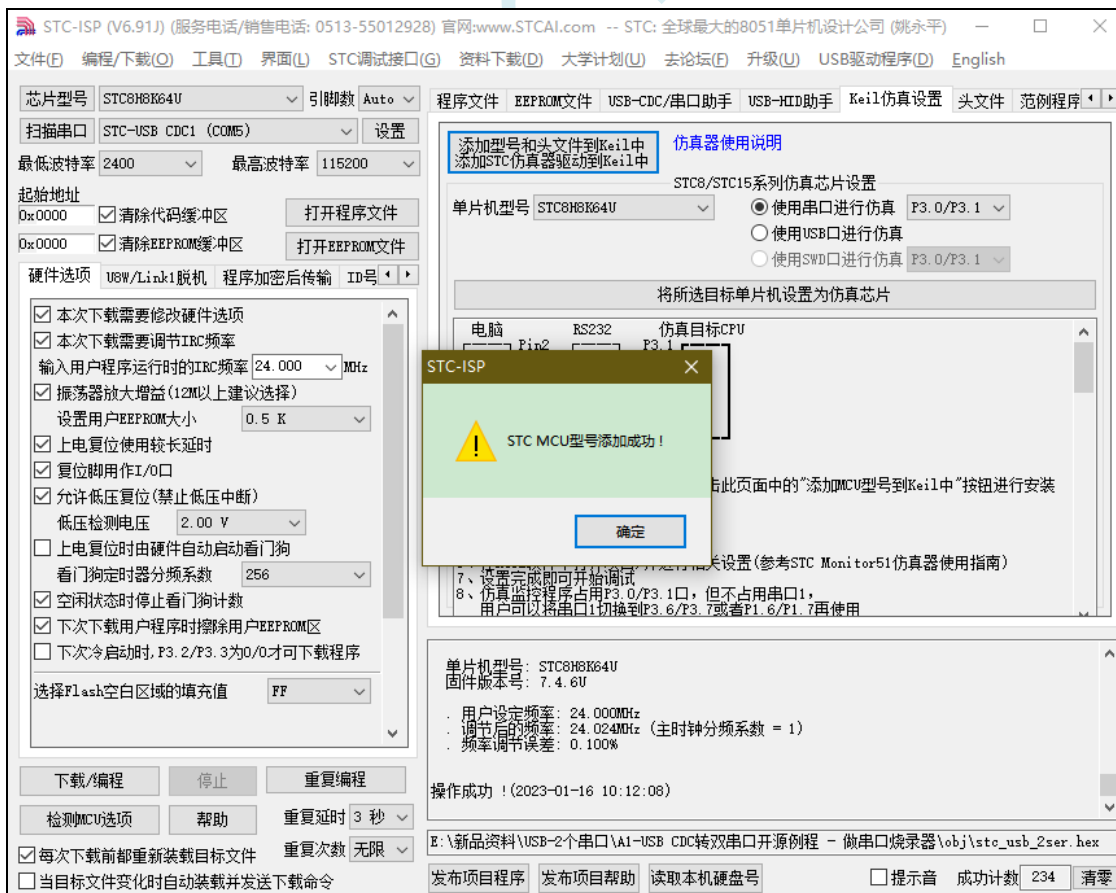 STC-ISP (V6.91J) (服务电话/销售电话: 0513-55012928) 官网:www.STCAI.com -- STC: 全球最大的8051单片机设计公司 (姚永平)
文件(F) 编程/下载(O) 工具(T) 界面(L) STC调试接口(G) 资料下载(D) 大学计划(U) 去论坛(F) 升级(U) USB驱动程序(D) English
芯片型号 STC8H8K64U 引脚数 Auto
扫描串口 STC-USB CDC1 (COM5) 设置
最低波特率 2400 最高波特率 115200
起始地址
0x0000 清除代码缓冲区 打开程序文件
0x0000 清除EEPROM缓冲区 打开EEPROM文件
硬件选项 U8W/Link1脱机 程序加密后传输 ID号
本次下载需要修改硬件选项
本次下载需要调节IRC频率
输入用户程序运行时的IRC频率 24.000 MHz
振荡器放大增益(12M以上建议选择)
设置用户EEPROM大小 0.5 K
上电复位使用较长延时
复位脚用作I/O口
允许低压复位(禁止低压中断)
低压检测电压 2.00 V
上电复位时由硬件自动启动看门狗
看门狗定时器分频系数 256
空闲状态时停止看门狗计数
下次下载用户程序时擦除用户EEPROM区
下次冷启动时,P3.2/P3.3为0/0才可下载程序
选择Flash空白区域的填充值 FF
下载/编程 停止 重复编程
检测MCU选项 帮助 重复延时 3 秒
每次下载前都重新装载目标文件 重复次数 无限
当目标文件变化时自动装载并发送下载命令
程序文件 EEPROM文件 USB-CDC/串口助手 USB-HID助手 Keil仿真设置 头文件 范例程序
添加型号和头文件到Keil中
添加STC仿真器驱动到Keil中
仿真器使用说明
STC8/STC15系列仿真芯片设置
单片机型号 STC8H8K64U 使用串口进行仿真 P3.0/P3.1
使用USB口进行仿真
使用SWD口进行仿真 P3.0/P3.1
将所选目标单片机设置为仿真芯片
电脑 RS232 仿真目标CPU
Pin2 P3.1
STC-ISP
STC MCU型号添加成功!
确定
击此页面中的"添加MCU型号到Keil中"按钮进行安装
相关设置(参考STC Monitor51仿真器使用指南)
7、设置完成即可开始调试
8、仿真监控程序占用P3.0/P3.1口，但不占用串口1，
用户可以将串口1切换到P3.6/P3.7或者P1.6/P1.7再使用
单片机型号: STC8H8K64U
固件版本号: 7.4.6U
. 用户设定频率: 24.000MHz
. 调节后的频率: 24.024MHz (主时钟分频系数 = 1)
. 频率调节误差: 0.100%
操作成功 !(2023-01-16 10:12:08)
E:\新品资料\USB-2个串口\A1-USB CDC转双串口开源例程 - 做串口烧录器\obj\stc_usb_2ser.hex
发布项目程序 发布项目帮助 读取本机硬盘号 提示音 成功计数 234 清零